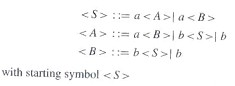 <S> ::= a <A>| a <B>
<A> ::= a <B>| b <S>| b
<B> ::= b <S>| b
with starting symbol <S>